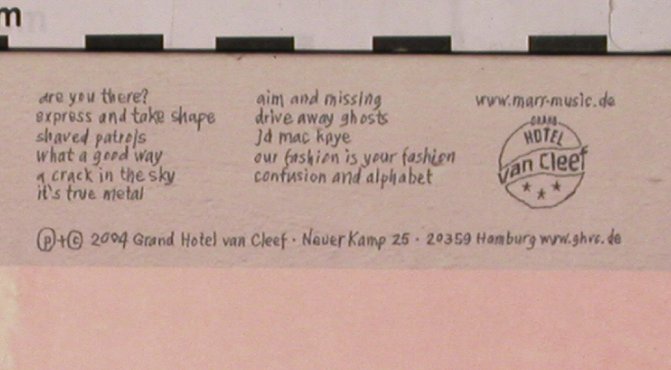 m
are you there?
express and take shape
shaved patrols
what a good way
a crack in the sky
it's true metal
aim and missing
drive away ghosts
jd mac kaye
our fashion is your fashion
confusion and alphabet
www.marr-music.de
GRAND
HOTEL
van Cleef
ⓟ+ⓒ 2004 Grand Hotel van Cleef · Neuer Kamp 25 · 20359 Hamburg www.ghvc.de